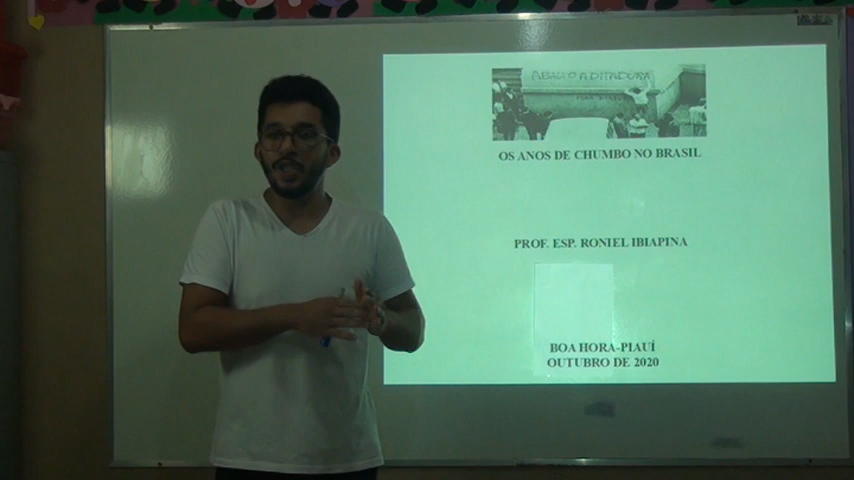 ABAIXO A DITADURA
OS ANOS DE CHUMBO NO BRASIL
PROF. ESP. RONIEL IBIAPINA
BOA HORA-PIAUÍ
OUTUBRO DE 2020